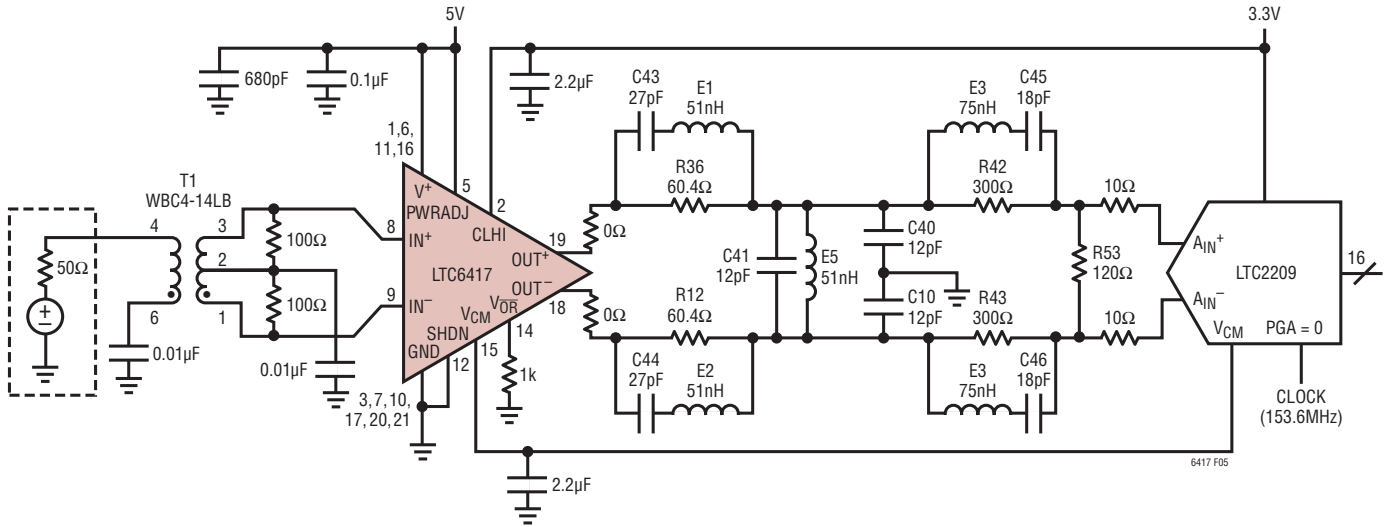 5V
3.3V
680pF
0.1µF
2.2µF
C43
27pF
E1
51nH
E3
75nH
C45
18pF
1,6,
11,16
T1
WBC4-14LB
4
3
2
6
1
50Ω
100Ω
100Ω
0.01µF
0.01µF
8
9
V+
5
PWRADJ
2
CLHI
IN+
LTC6417
OUT+
19
OUT–
18
IN–
VOR
14
VCM
15
SHDN
12
GND
3,7,10,
17,20,21
1k
0Ω
0Ω
R36
60.4Ω
R12
60.4Ω
C44
27pF
E2
51nH
C41
12pF
E5
51nH
C40
12pF
C10
12pF
R42
300Ω
R43
300Ω
E3
75nH
C46
18pF
10Ω
R53
120Ω
10Ω
AIN+
LTC2209
AIN–
VCM
PGA = 0
16
CLOCK
(153.6MHz)
2.2µF
6417 F05